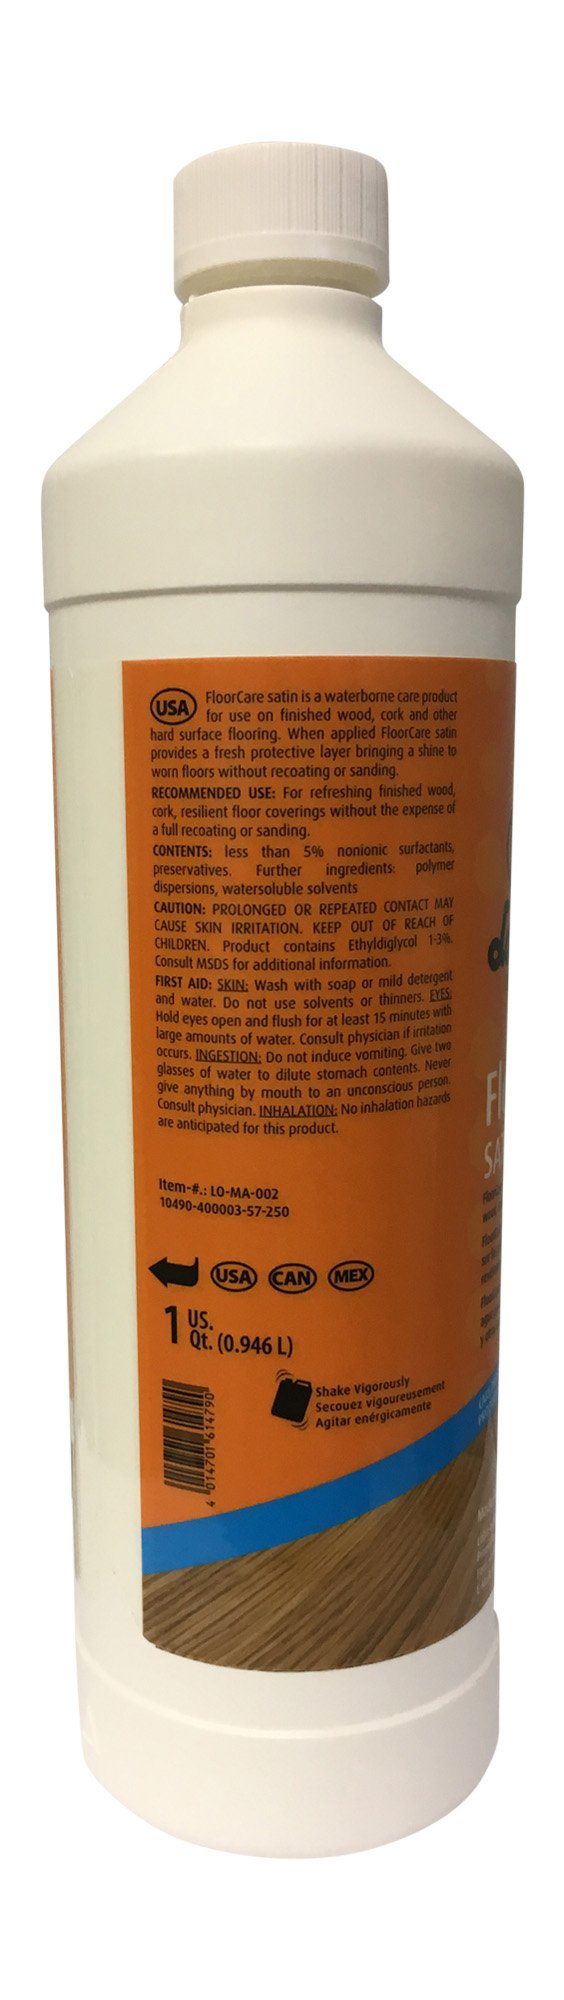 USA FloorCare satin is a waterborne care product
for use on finished wood, cork and other
hard surface flooring. When applied FloorCare satin
provides a fresh protective layer bringing a shine to
worn floors without recoating or sanding.
RECOMMENDED USE: For refreshing finished wood,
cork, resilient floor coverings without the expense of
a full recoating or sanding.
CONTENTS: less than 5% nonionic surfactants,
preservatives. Further ingredients: polymer
dispersions, watersoluble solvents
CAUTION: PROLONGED OR REPEATED CONTACT MAY
CAUSE SKIN IRRITATION. KEEP OUT OF REACH OF
CHILDREN. Product contains Ethyldiglycol 1-3%.
Consult MSDS for additional information.
FIRST AID: SKIN: Wash with soap or mild detergent
and water. Do not use solvents or thinners. EYES:
Hold eyes open and flush for at least 15 minutes with
large amounts of water. Consult physician if irritation
occurs. INGESTION: Do not induce vomiting. Give two
glasses of water to dilute stomach contents. Never
give anything by mouth to an unconscious person.
Consult physician. INHALATION: No inhalation hazards
are anticipated for this product.
Item-#.: LO-MA-002
10490-400003-57-250
USA CAN MEX
1 US.
Qt. (0.946 L)
Shake Vigorously
Secouez vigoureusement
Agitar enérgicamente
4 014701 614790